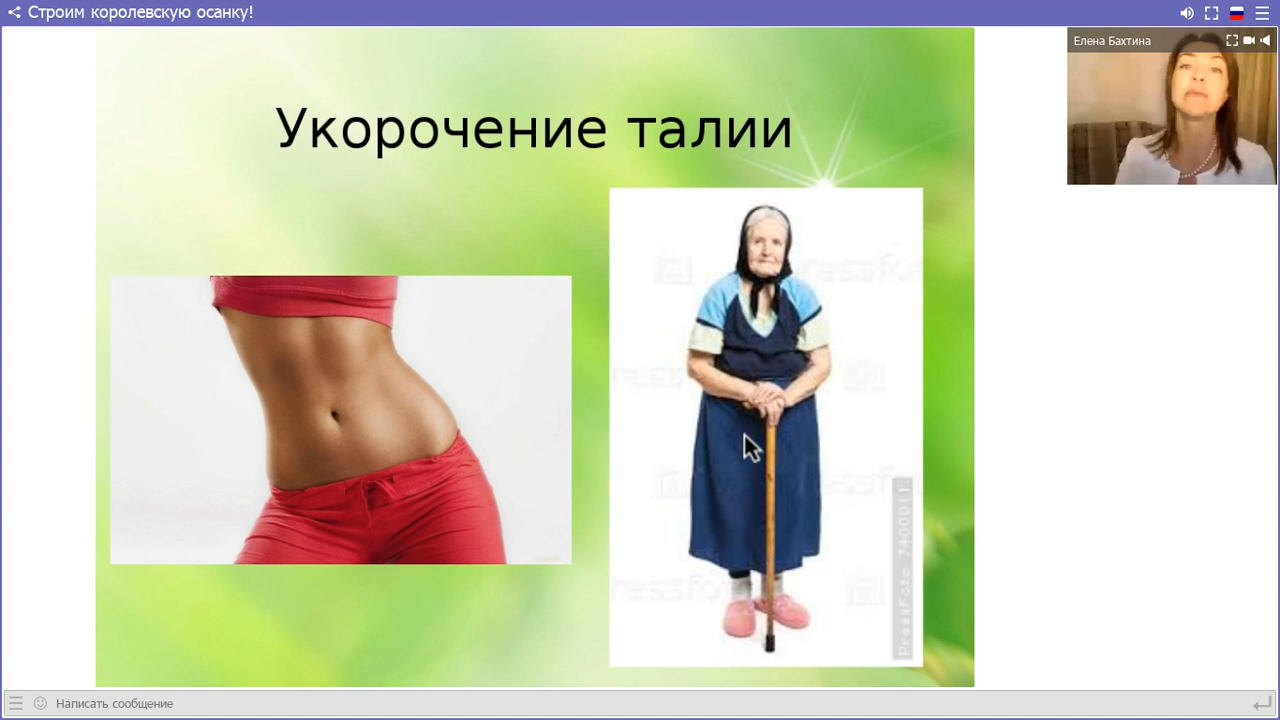 Строим королевскую осанку!
Елена Бахтина
Укорочение талии
Написать сообщение